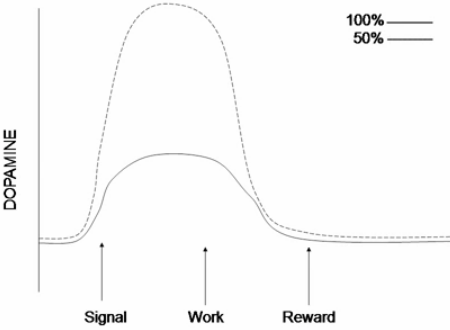 100%
50%
DOPAMINE
Signal
Work
Reward